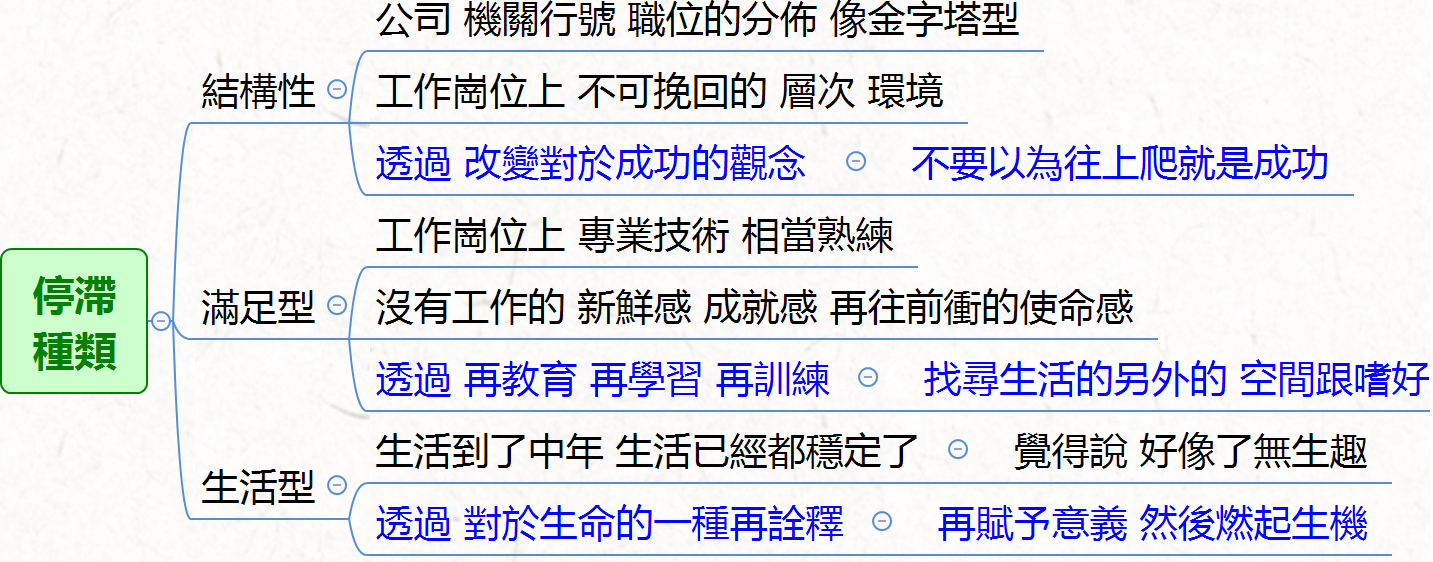 停滯
種類
結構性
公司 機關行號 職位的分佈 像金字塔型
工作崗位上 不可挽回的 層次 環境
透過 改變對於成功的觀念
不要以為往上爬就是成功
滿足型
工作崗位上 專業技術 相當熟練
沒有工作的 新鮮感 成就感 再往前衝的使命感
透過 再教育 再學習 再訓練
找尋生活的另外的 空間跟嗜好
生活型
生活到了中年 生活已經都穩定了
覺得說 好像了無生趣
透過 對於生命的一種再詮釋
再賦予意義 然後燃起生機